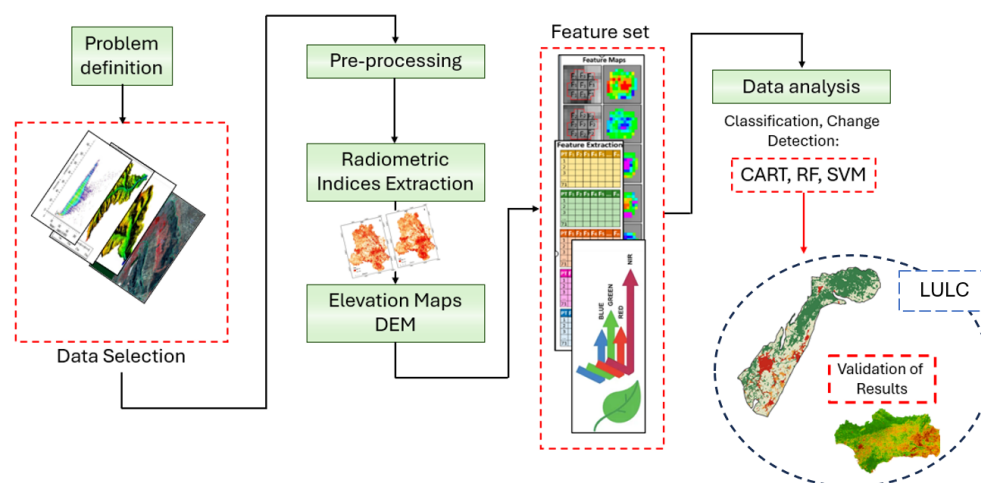 Problem
definition
Data Selection
Pre-processing
Radiometric
Indices Extraction
Elevation Maps
DEM
Feature set
Feature Maps
Feature Extraction
BLUE
GREEN
RED
NIR
Data analysis
Classification, Change
Detection:
CART, RF, SVM
LULC
Validation of
Results